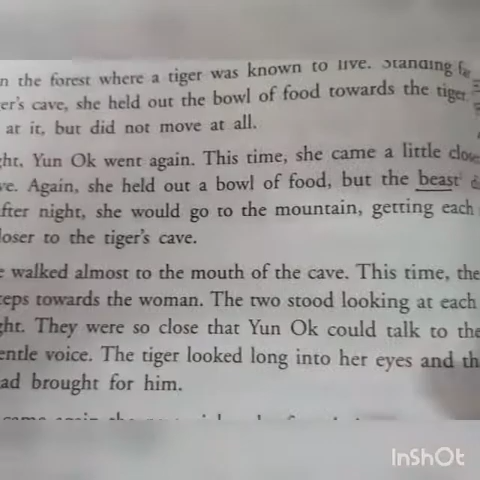 n the forest where a tiger was known to live. Standing
er's cave, she held out the bowl of food towards the tiger
at it, but did not move at all.
ht, Yun Ok went again. This time, she came a little close
ve. Again, she held out a bowl of food, but the beast
fter night, she would go to the mountain, getting each
loser to the tiger's cave.
e walked almost to the mouth of the cave. This time, the
teps towards the woman. The two stood looking at each
ght. They were so close that Yun Ok could talk to the
entle voice. The tiger looked long into her eyes and th
ad brought for him.
InShOt